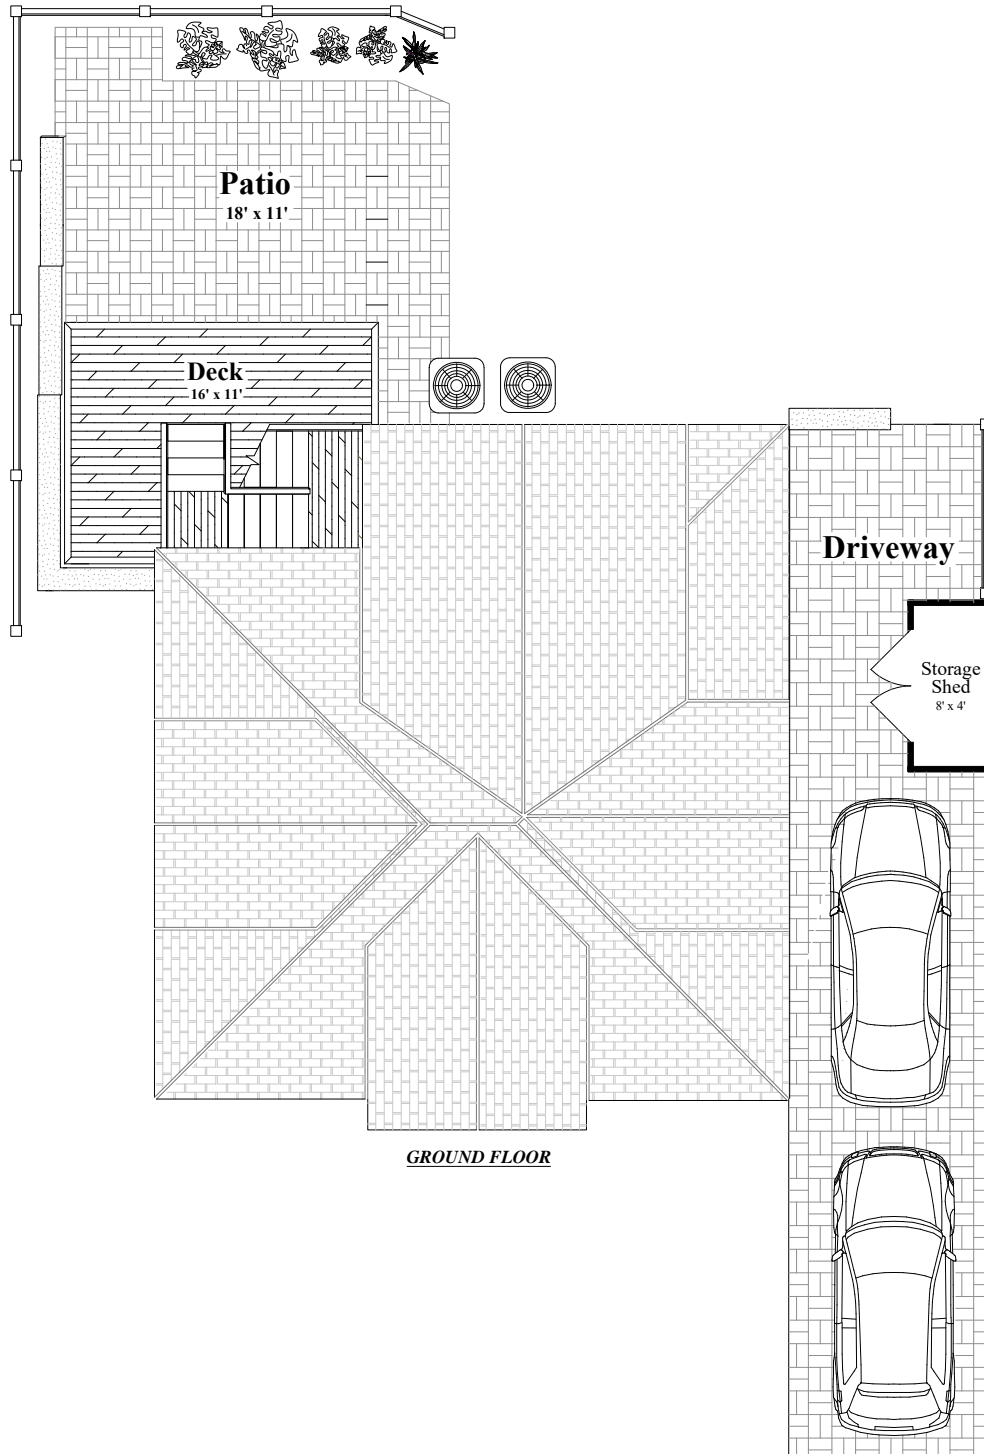 Patio
18' x 11'
Deck
16' x 11'
Driveway
Storage
Shed
8' x 4'
GROUND FLOOR